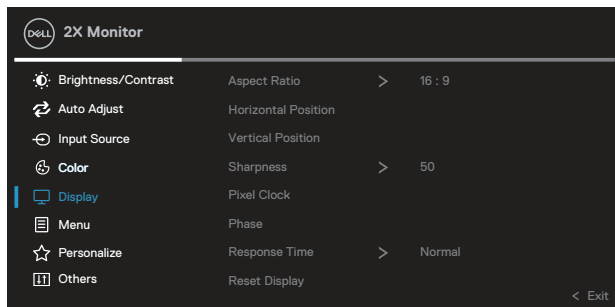 DELL 2X Monitor
Brightness/Contrast Aspect Ratio > 16 : 9
Auto Adjust Horizontal Position
Input Source Vertical Position
Color Sharpness > 50
Display Pixel Clock
Menu Phase
Personalize Response Time > Normal
Others Reset Display
< Exit